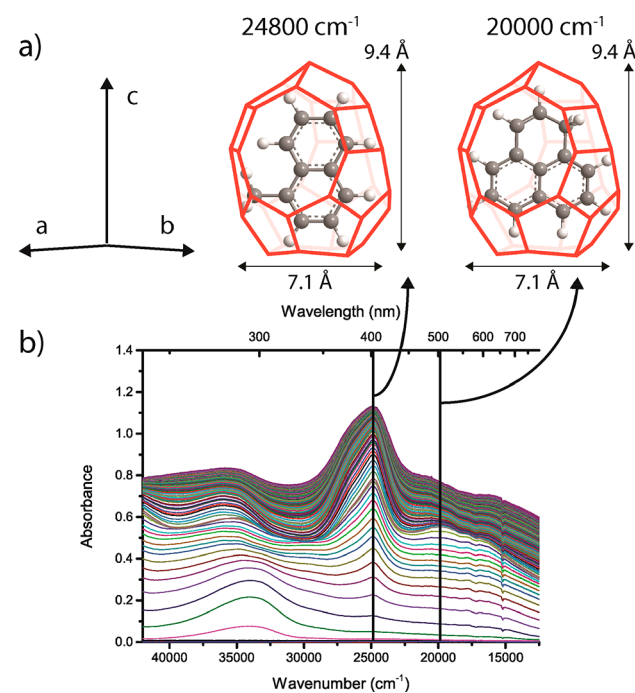 a)
24800 cm⁻¹
20000 cm⁻¹
9.4 Å
9.4 Å
c
a
b
7.1 Å
7.1 Å
b)
Wavelength (nm)
300 400 500 600 700
1.4
1.2
1.0
0.8
0.6
0.4
0.2
0.0
Absorbance
40000 35000 30000 25000 20000 15000
Wavenumber (cm⁻¹)